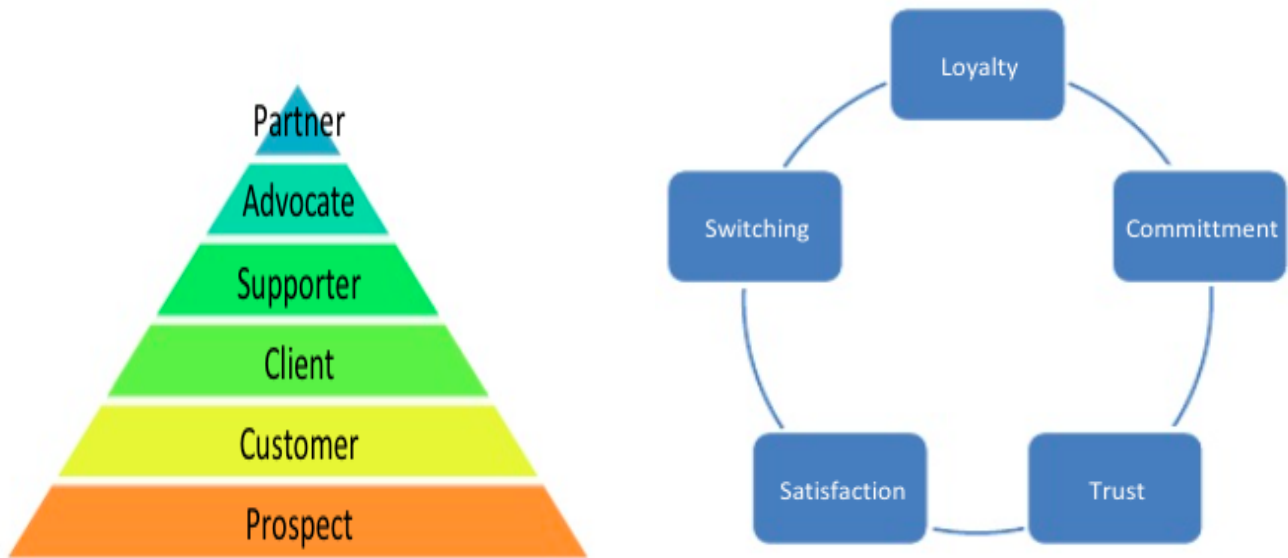 Partner
Advocate
Supporter
Client
Customer
Prospect
Loyalty
Committment
Trust
Satisfaction
Switching